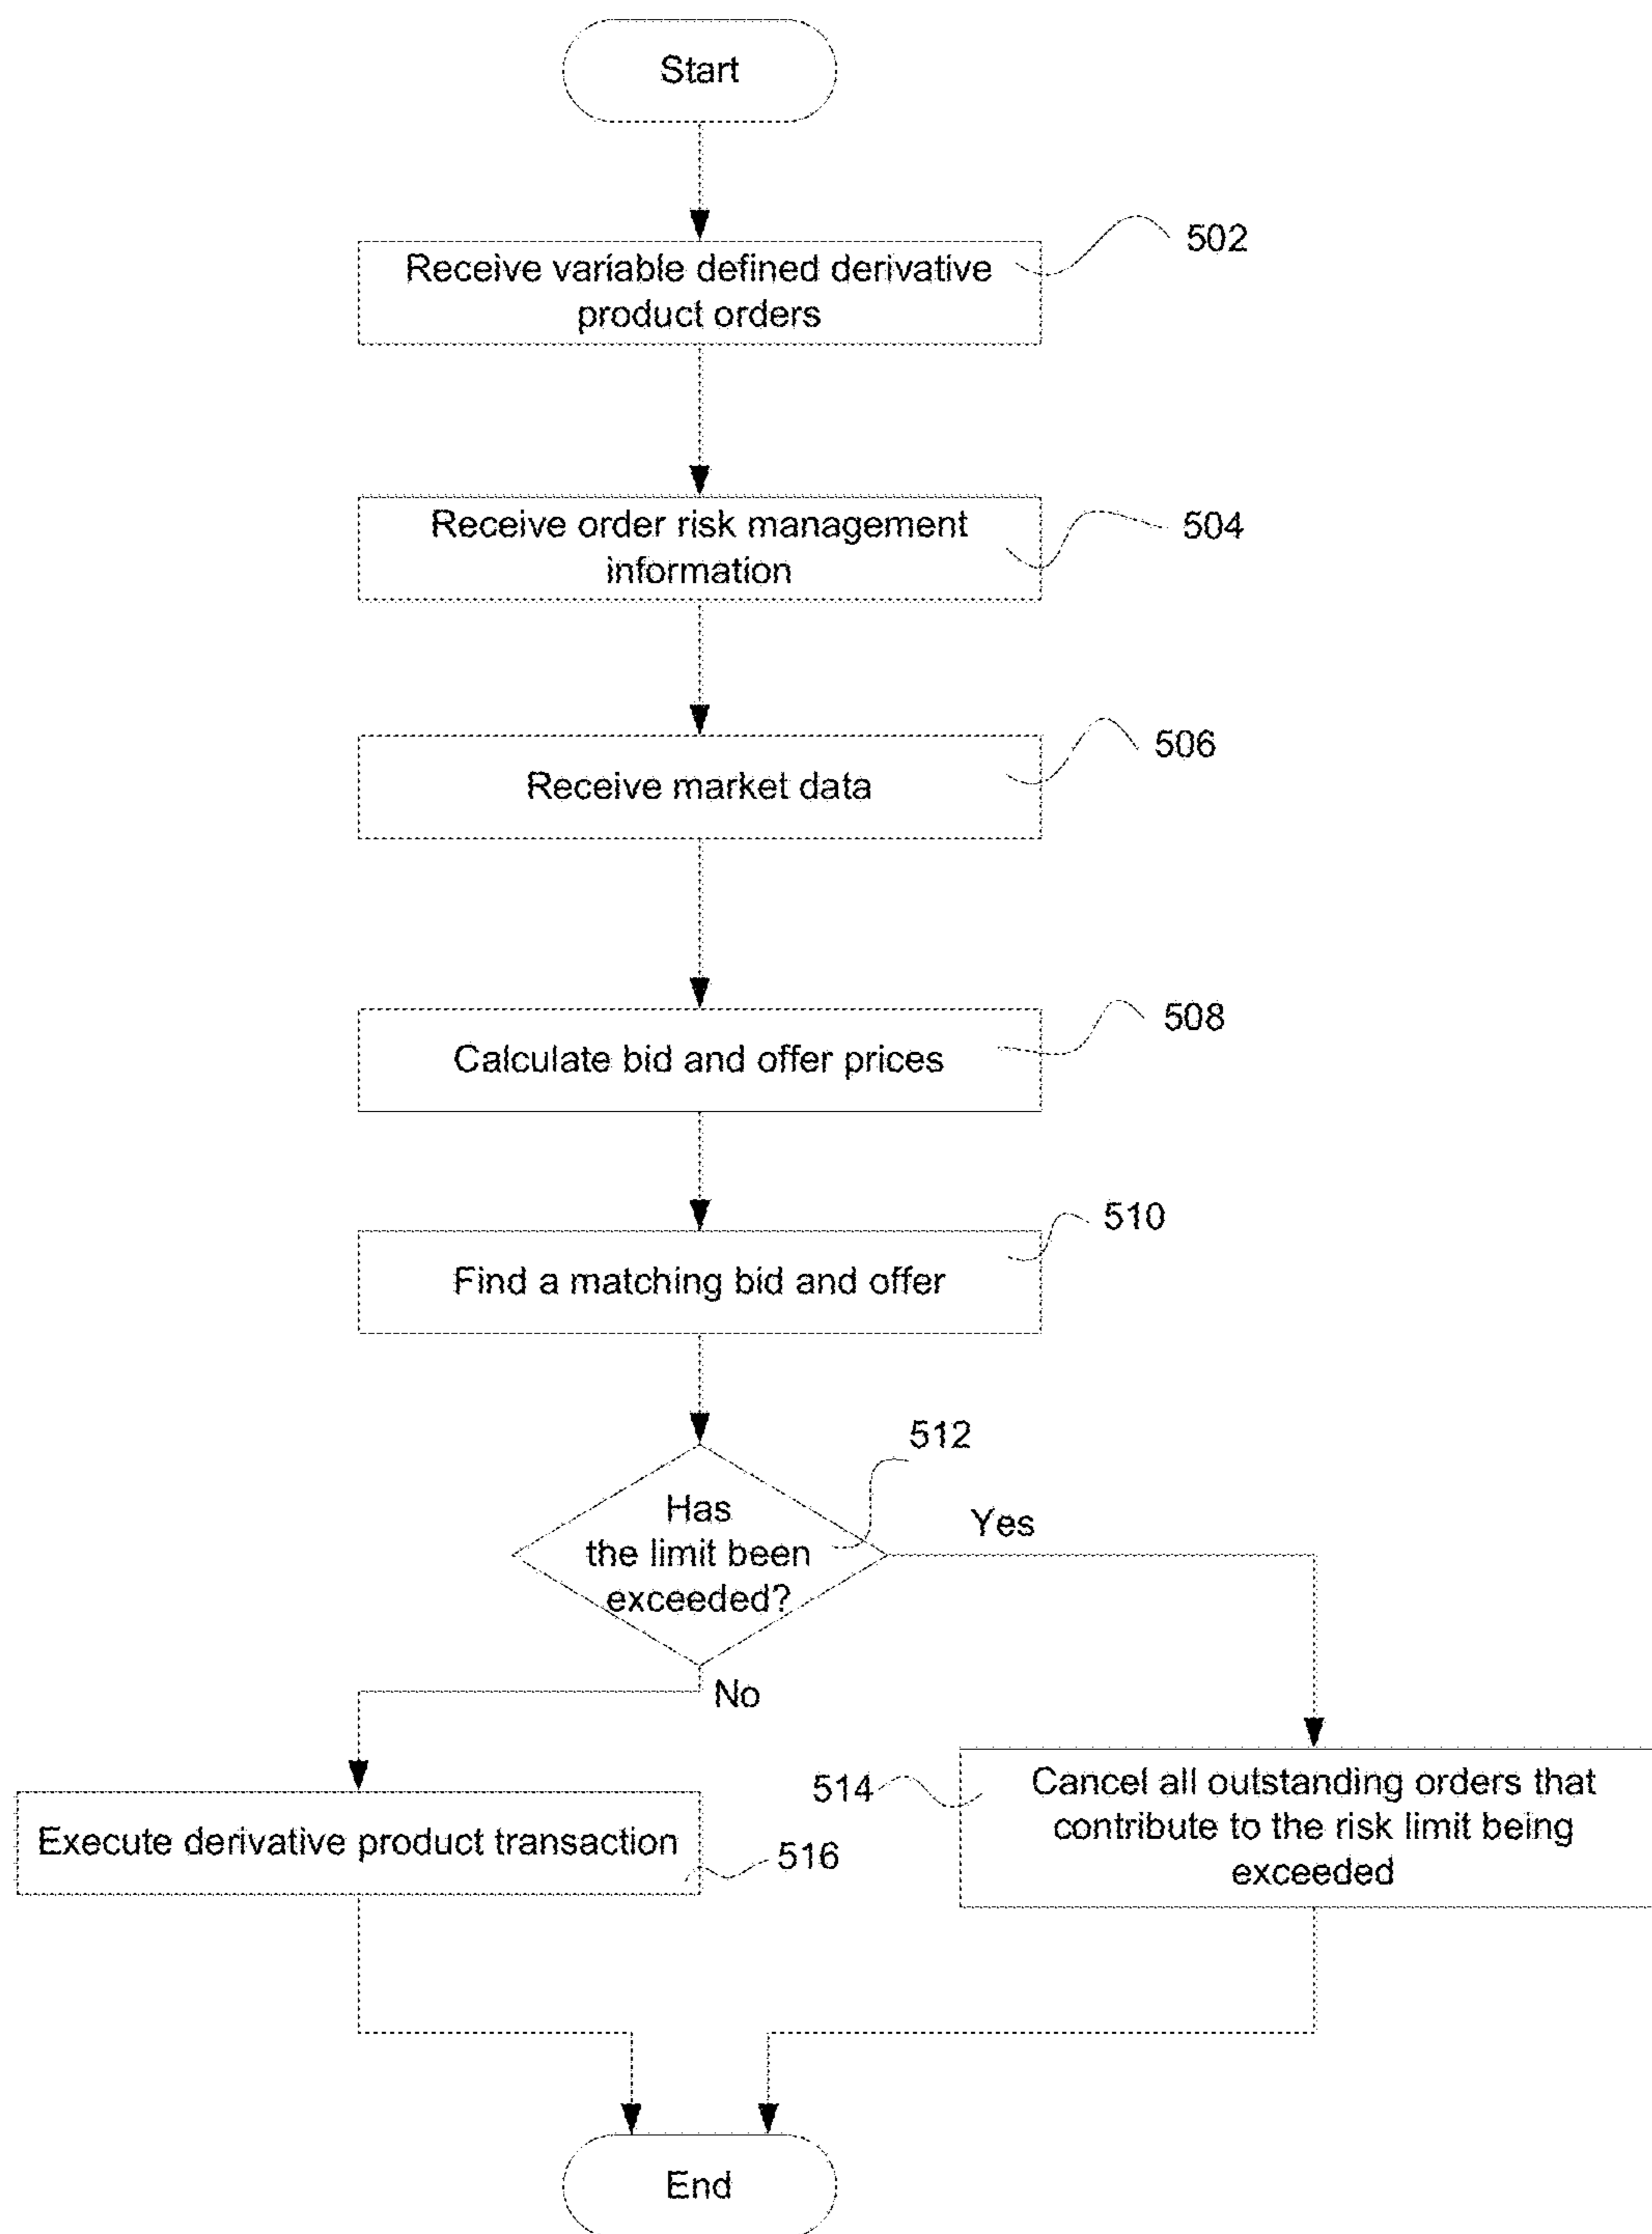 Start
502
Receive variable defined derivative
product orders
504
Receive order risk management
information
506
Receive market data
508
Calculate bid and offer prices
510
Find a matching bid and offer
512
Has
the limit been
exceeded?
Yes
No
514
Cancel all outstanding orders that
contribute to the risk limit being
exceeded
Execute derivative product transaction
516
End